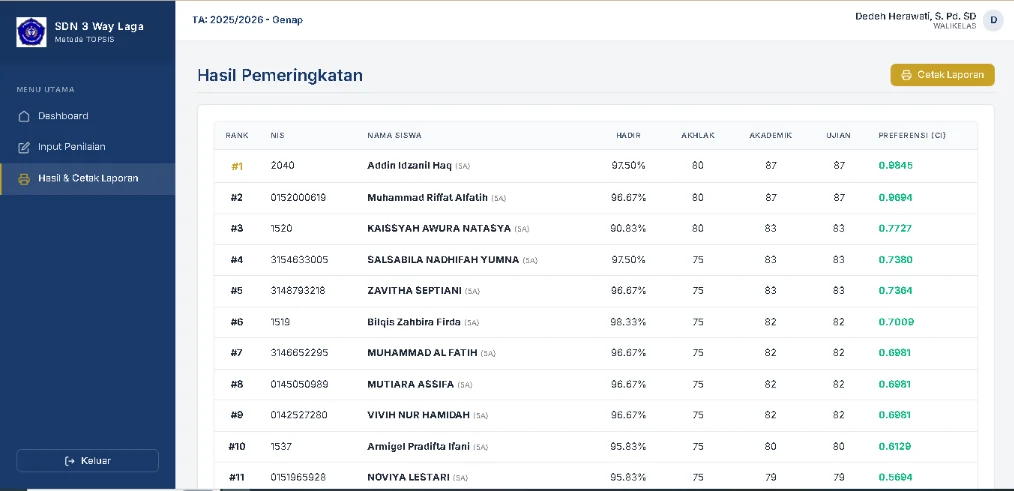 SDN 3 Way Laga
Metode TOPSIS
MENU UTAMA
Dashboard
Input Penilaian
Hasil & Cetak Laporan
Keluar
TA: 2025/2026 - Genap
Dedeh Herawati, S. Pd. SD
WALIKELAS
D
Hasil Pemeringkatan
Cetak Laporan
RANK NIS NAMA SISWA HADIR AKHLAK AKADEMIK UJIAN PREFERENSI (CI)
#1 2040 Addin Idzanil Haq (5A) 97.50% 80 87 87 0.9845
#2 0152000619 Muhammad Riffat Alfatih (5A) 96.67% 80 87 87 0.9694
#3 1520 KAISSYAH AWURA NATASYA (5A) 90.83% 80 83 83 0.7727
#4 3154633005 SALSABILA NADHIFAH YUMNA (5A) 97.50% 75 83 83 0.7380
#5 3148793218 ZAVITHA SEPTIANI (5A) 96.67% 75 83 83 0.7364
#6 1519 Bilqis Zahbira Firda (5A) 98.33% 75 82 82 0.7009
#7 3146652295 MUHAMMAD AL FATIH (5A) 96.67% 75 82 82 0.6981
#8 0145050989 MUTIARA ASSIFA (5A) 96.67% 75 82 82 0.6981
#9 0142527280 VIVIH NUR HAMIDAH (5A) 96.67% 75 82 82 0.6981
#10 1537 Armigel Pradifta Ifani (5A) 95.83% 75 80 80 0.6129
#11 0151965928 NOVIYA LESTARI (5A) 95.83% 75 79 79 0.5694